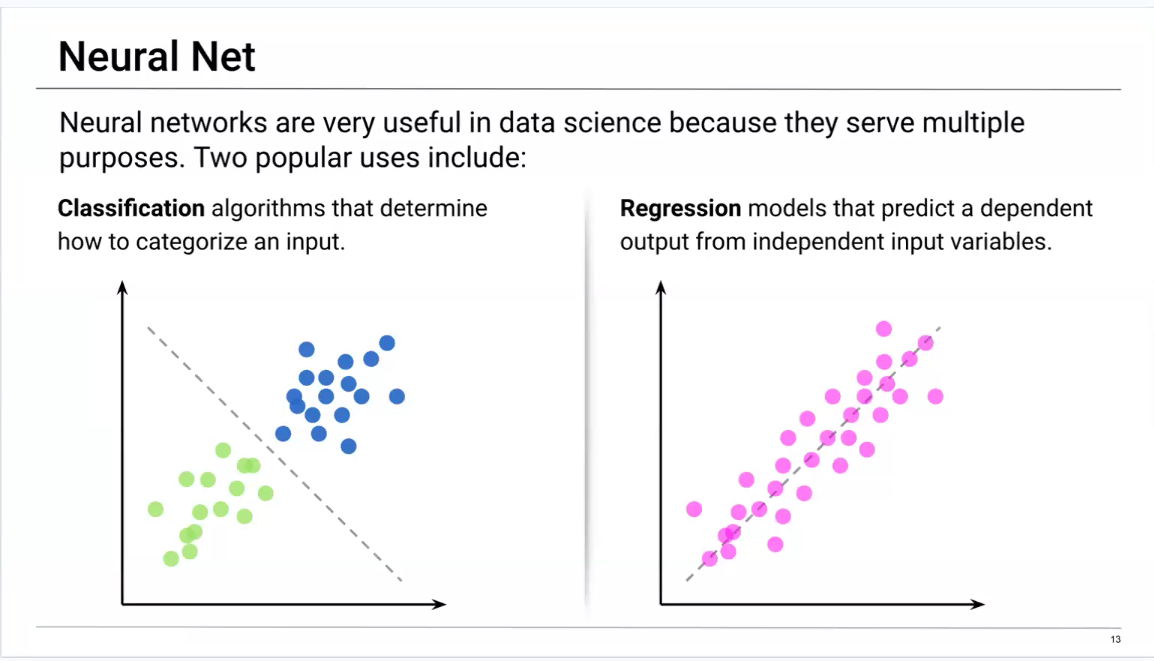 Neural Net
Neural networks are very useful in data science because they serve multiple
purposes. Two popular uses include:
Classification algorithms that determine
how to categorize an input.
Regression models that predict a dependent
output from independent input variables.
13